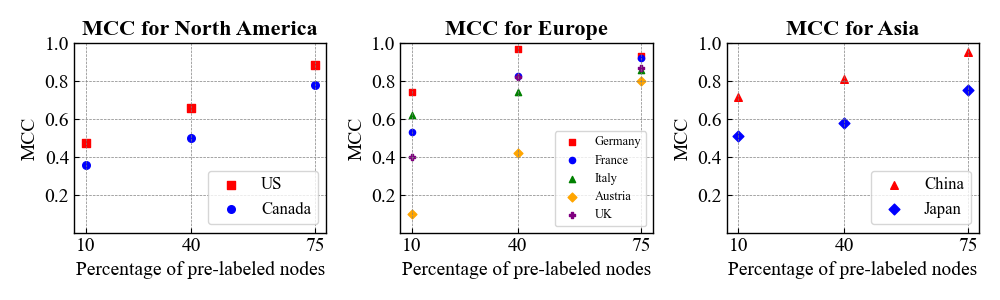 MCC for North America
MCC
1.0
0.8
0.6
0.4
0.2
10
40
75
Percentage of pre-labeled nodes
US
Canada
MCC for Europe
MCC
1.0
0.8
0.6
0.4
0.2
10
40
75
Percentage of pre-labeled nodes
Germany
France
Italy
Austria
UK
MCC for Asia
MCC
1.0
0.8
0.6
0.4
0.2
10
40
75
Percentage of pre-labeled nodes
China
Japan